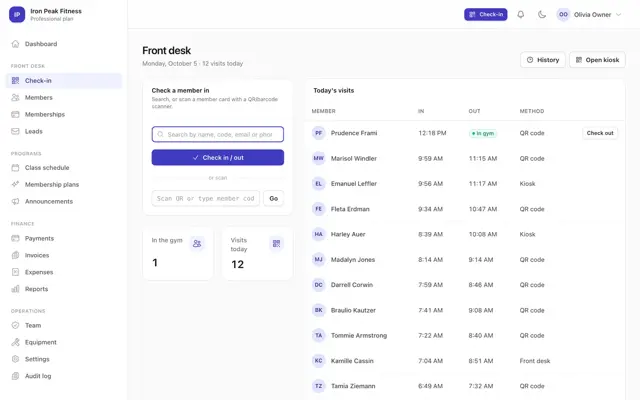 IP
Iron Peak Fitness
Professional plan
Check-in
OO
Olivia Owner
Dashboard
FRONT DESK
Check-in
Members
Memberships
Leads
PROGRAMS
Class schedule
Membership plans
Announcements
FINANCE
Payments
Invoices
Expenses
Reports
OPERATIONS
Team
Equipment
Settings
Audit log
Front desk
Monday, October 5 · 12 visits today
History
Open kiosk
Check a member in
Search, or scan a member card with a QR/barcode
scanner.
Search by name, code, email or phor
Check in / out
or scan
Scan QR or type member cod
Go
In the gym
1
Visits
today
12
Today's visits
MEMBER IN OUT METHOD
PF Prudence Frami 12:18 PM In gym QR code Check out
MW Marisol Windler 9:59 AM 11:15 AM QR code
EL Emanuel Leffler 9:56 AM 11:17 AM Kiosk
FE Fleta Erdman 9:34 AM 10:47 AM QR code
HA Harley Auer 8:39 AM 10:08 AM Kiosk
MJ Madalyn Jones 8:14 AM 9:14 AM QR code
DC Darrell Corwin 7:59 AM 8:46 AM QR code
BK Braulio Kautzer 7:41 AM 9:08 AM QR code
TA Tommie Armstrong 7:22 AM 8:40 AM QR code
KC Kamille Cassin 7:04 AM 8:51 AM Front desk
TZ Tamia Ziemann 6:49 AM 7:32 AM QR code